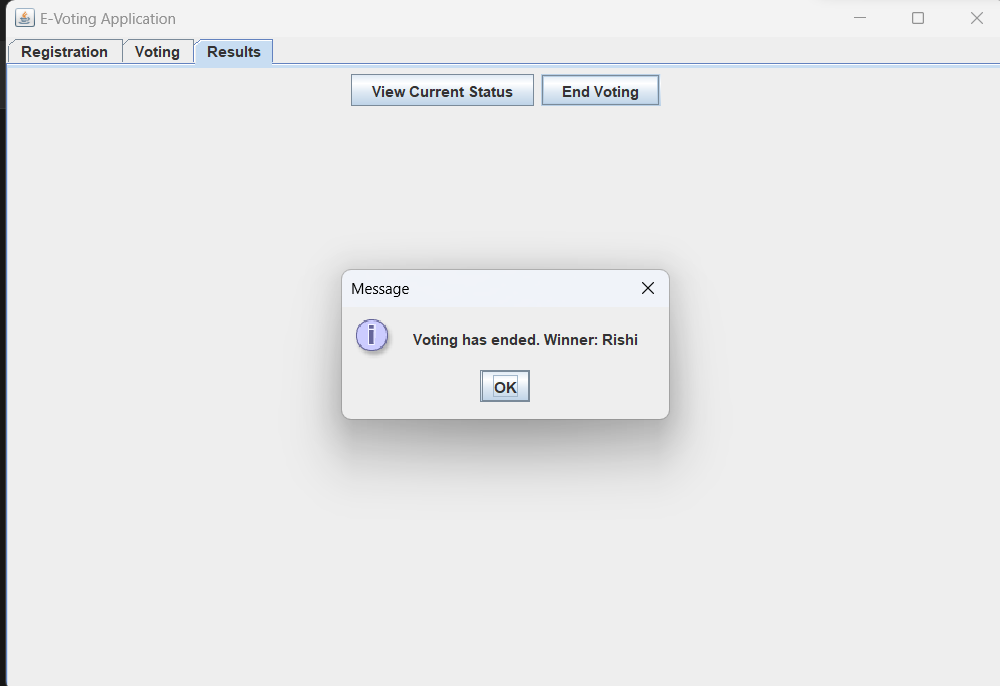 E-Voting Application
Registration Voting Results
View Current Status End Voting
Message
i Voting has ended. Winner: Rishi
OK